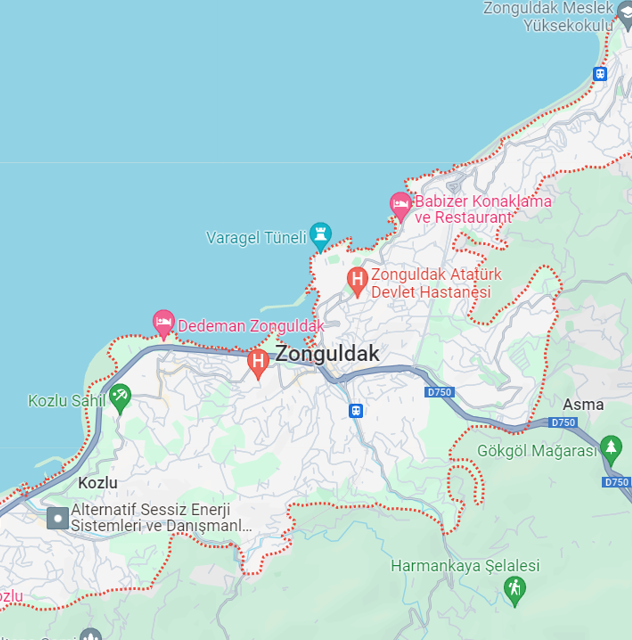 Zonguldak Meslek
Yüksekokulu
Babizer Konaklama
ve Restaurant
Varagel Tüneli
H
Zonguldak Atatürk
Devlet Hastanesi
Dedeman Zonguldak
H
Zonguldak
D750
Kozlu Sahil
Asma
D750
Gökgöl Mağarası
D750
Kozlu
Alternatif Sessiz Enerji
Sistemleri ve Danışmanl...
Harmankaya Şelalesi
ozlu